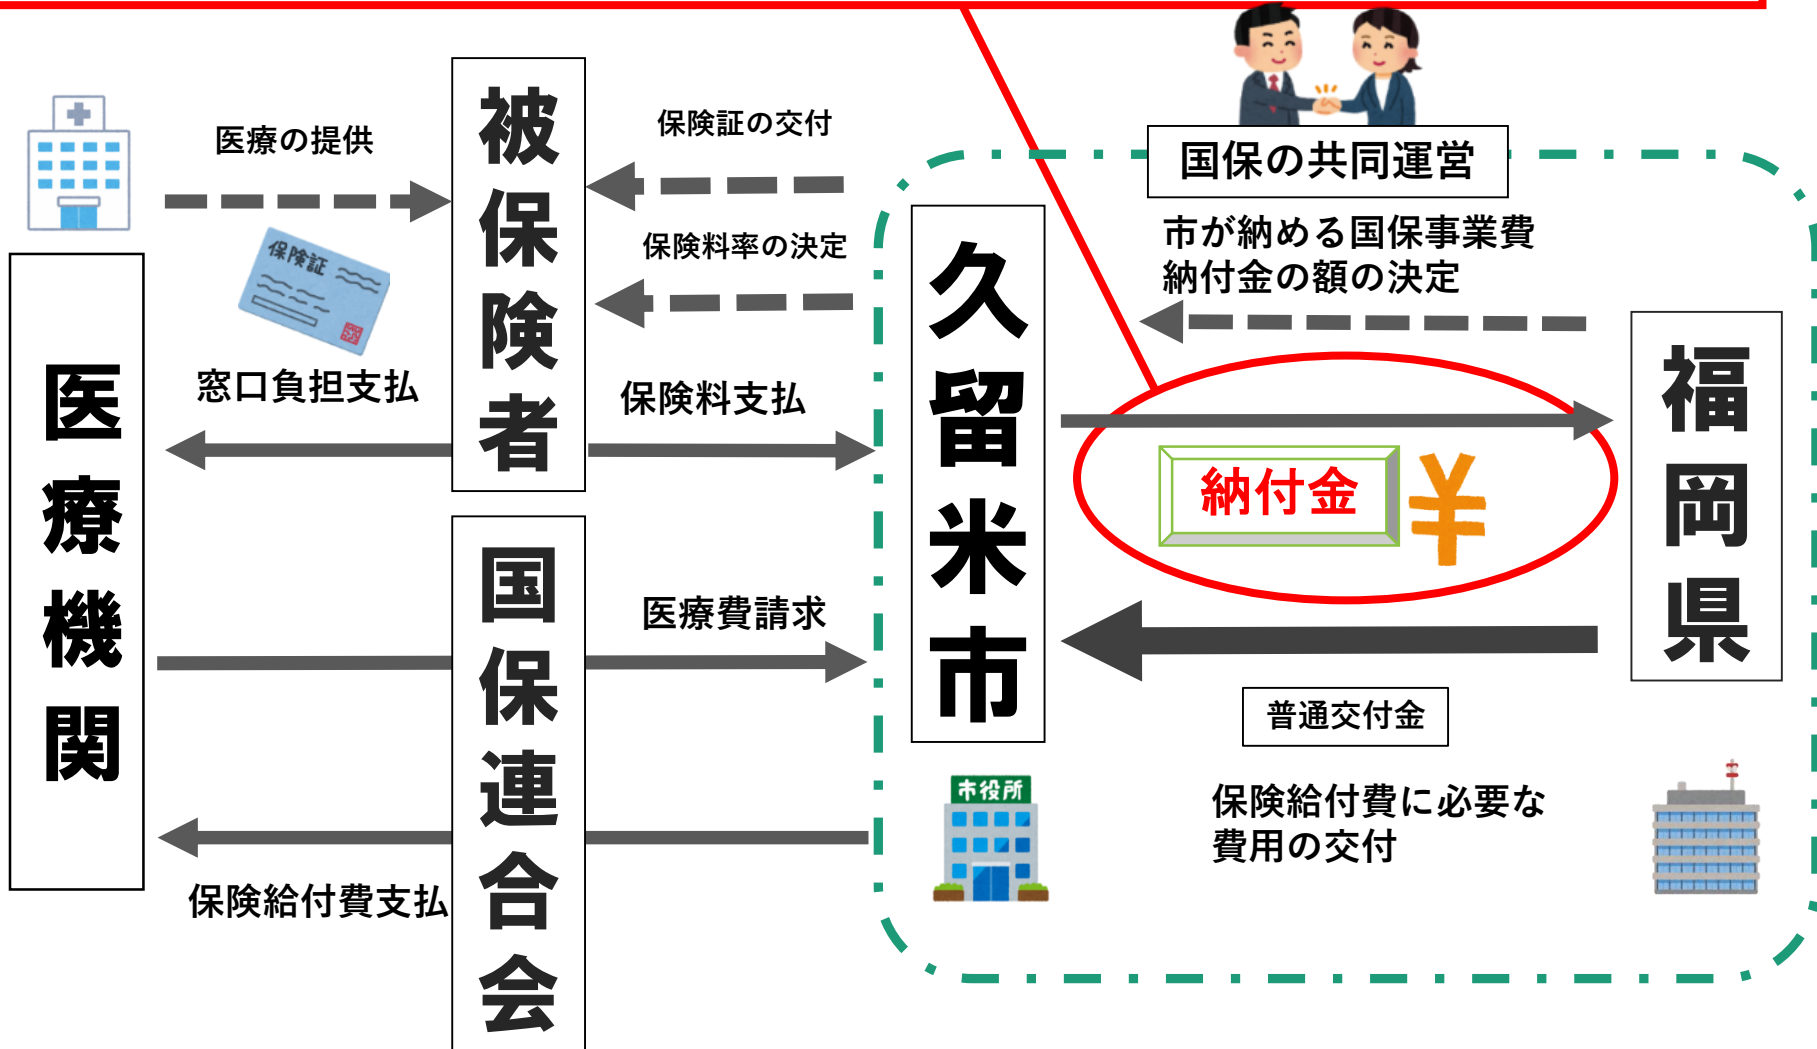 国保の共同運営
医療の提供
被保険者
保険証の交付
保険料率の決定
保険証
窓口負担支払
保険料支払
医療機関
国保連合会
医療費請求
保険給付費支払
久留米市
市役所
市が納める国保事業費
納付金の額の決定
納付金
福岡県
普通交付金
保険給付費に必要な
費用の交付